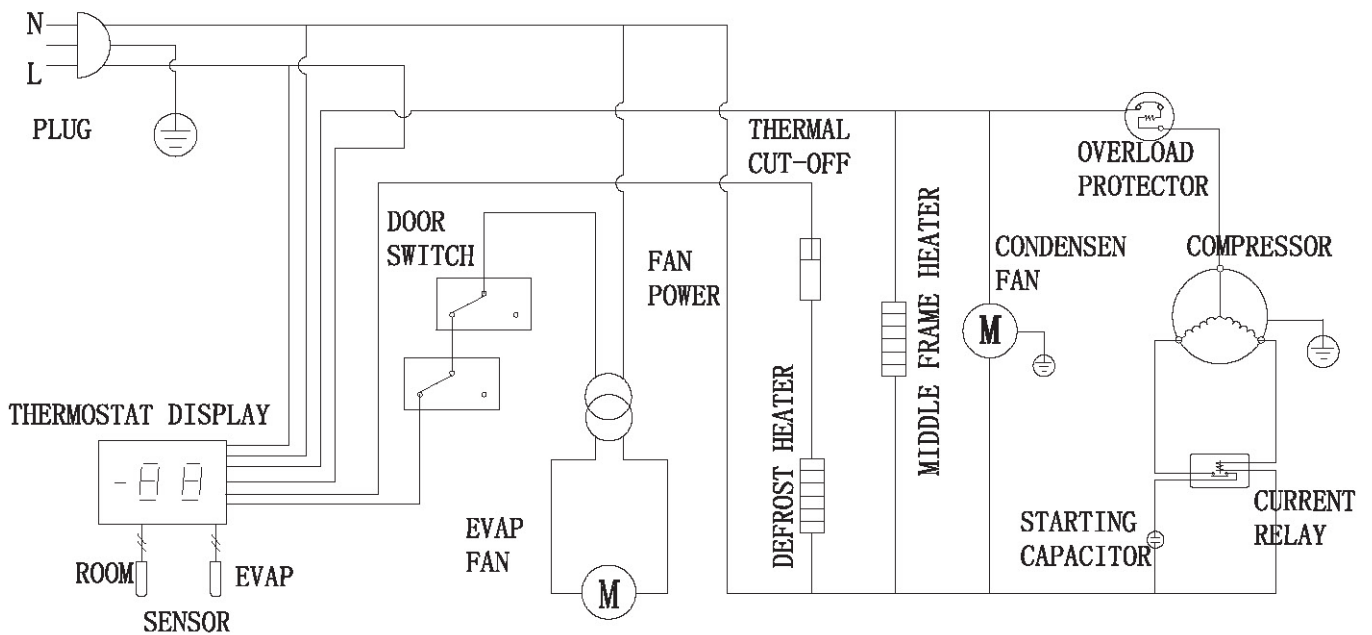 N
L
PLUG
THERMAL
CUT-OFF
OVERLOAD
PROTECTOR
DOOR
SWITCH
FAN
POWER
MIDDLE FRAME HEATER
CONDENSEN
FAN
COMPRESSOR
M
THERMOSTAT DISPLAY
-88
DEFROST HEATER
EVAP
FAN
M
STARTING
CAPACITOR
CURRENT
RELAY
ROOM
EVAP
SENSOR